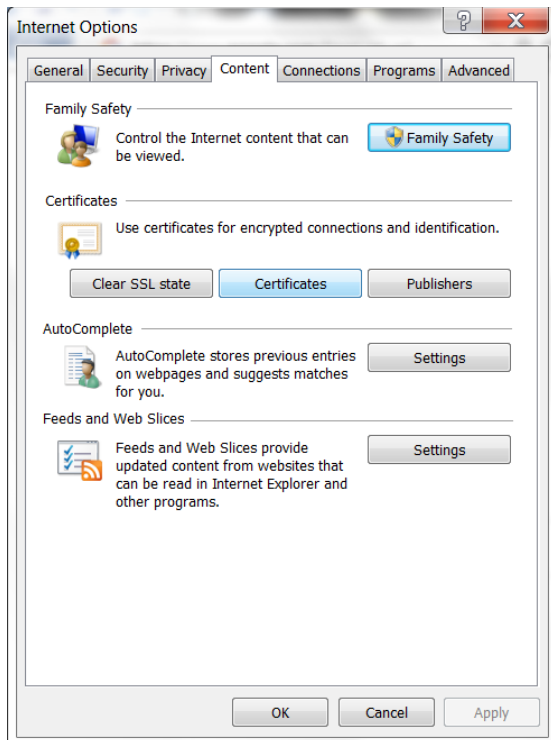 Internet Options
General Security Privacy Content Connections Programs Advanced
Family Safety
Control the Internet content that can
be viewed.
Family Safety
Certificates
Use certificates for encrypted connections and identification.
Clear SSL state Certificates Publishers
AutoComplete
AutoComplete stores previous entries
on webpages and suggests matches
for you.
Settings
Feeds and Web Slices
Feeds and Web Slices provide
updated content from websites that
can be read in Internet Explorer and
other programs.
Settings
OK Cancel Apply